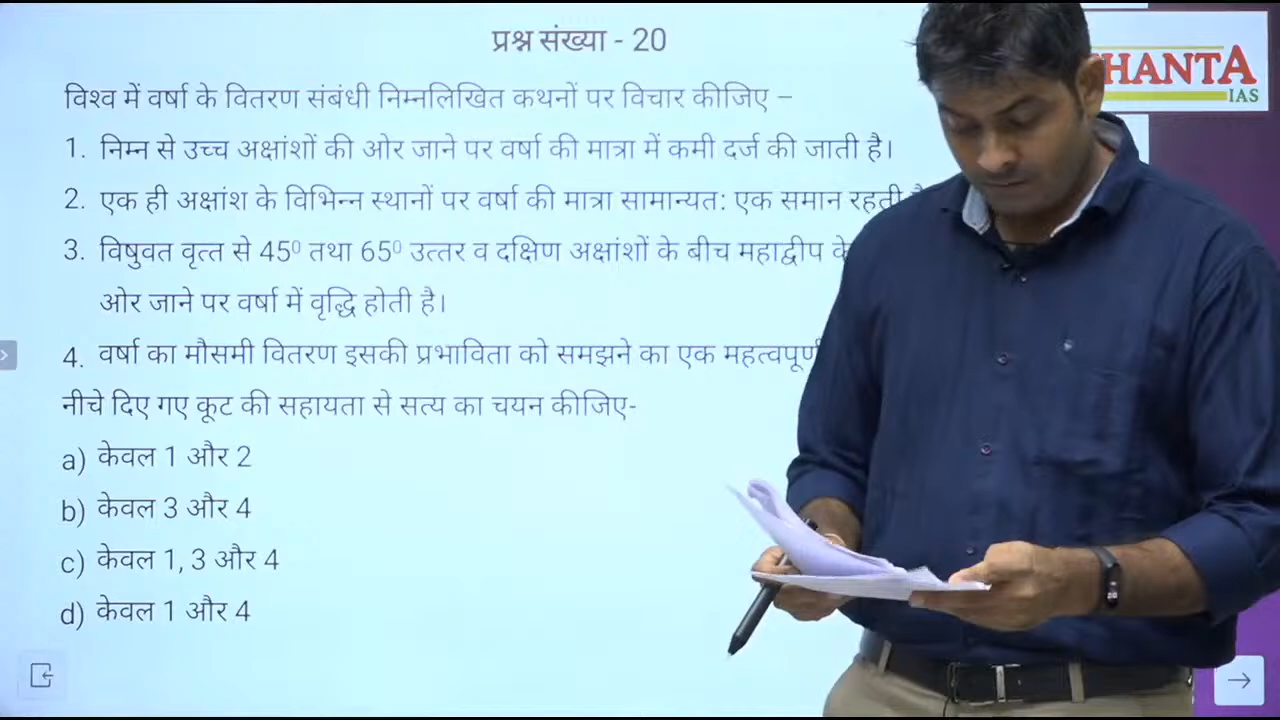 प्रश्न संख्या - 20
HANTA
IAS
विश्व में वर्षा के वितरण संबंधी निम्नलिखित कथनों पर विचार कीजिए –
1. निम्न से उच्च अक्षांशों की ओर जाने पर वर्षा की मात्रा में कमी दर्ज की जाती है।
2. एक ही अक्षांश के विभिन्न स्थानों पर वर्षा की मात्रा सामान्यत: एक समान रहती
3. विषुवत वृत्त से 45⁰ तथा 65⁰ उत्तर व दक्षिण अक्षांशों के बीच महाद्वीप के
ओर जाने पर वर्षा में वृद्धि होती है।
4. वर्षा का मौसमी वितरण इसकी प्रभाविता को समझने का एक महत्वपूर्ण
नीचे दिए गए कूट की सहायता से सत्य का चयन कीजिए-
a) केवल 1 और 2
b) केवल 3 और 4
c) केवल 1, 3 और 4
d) केवल 1 और 4